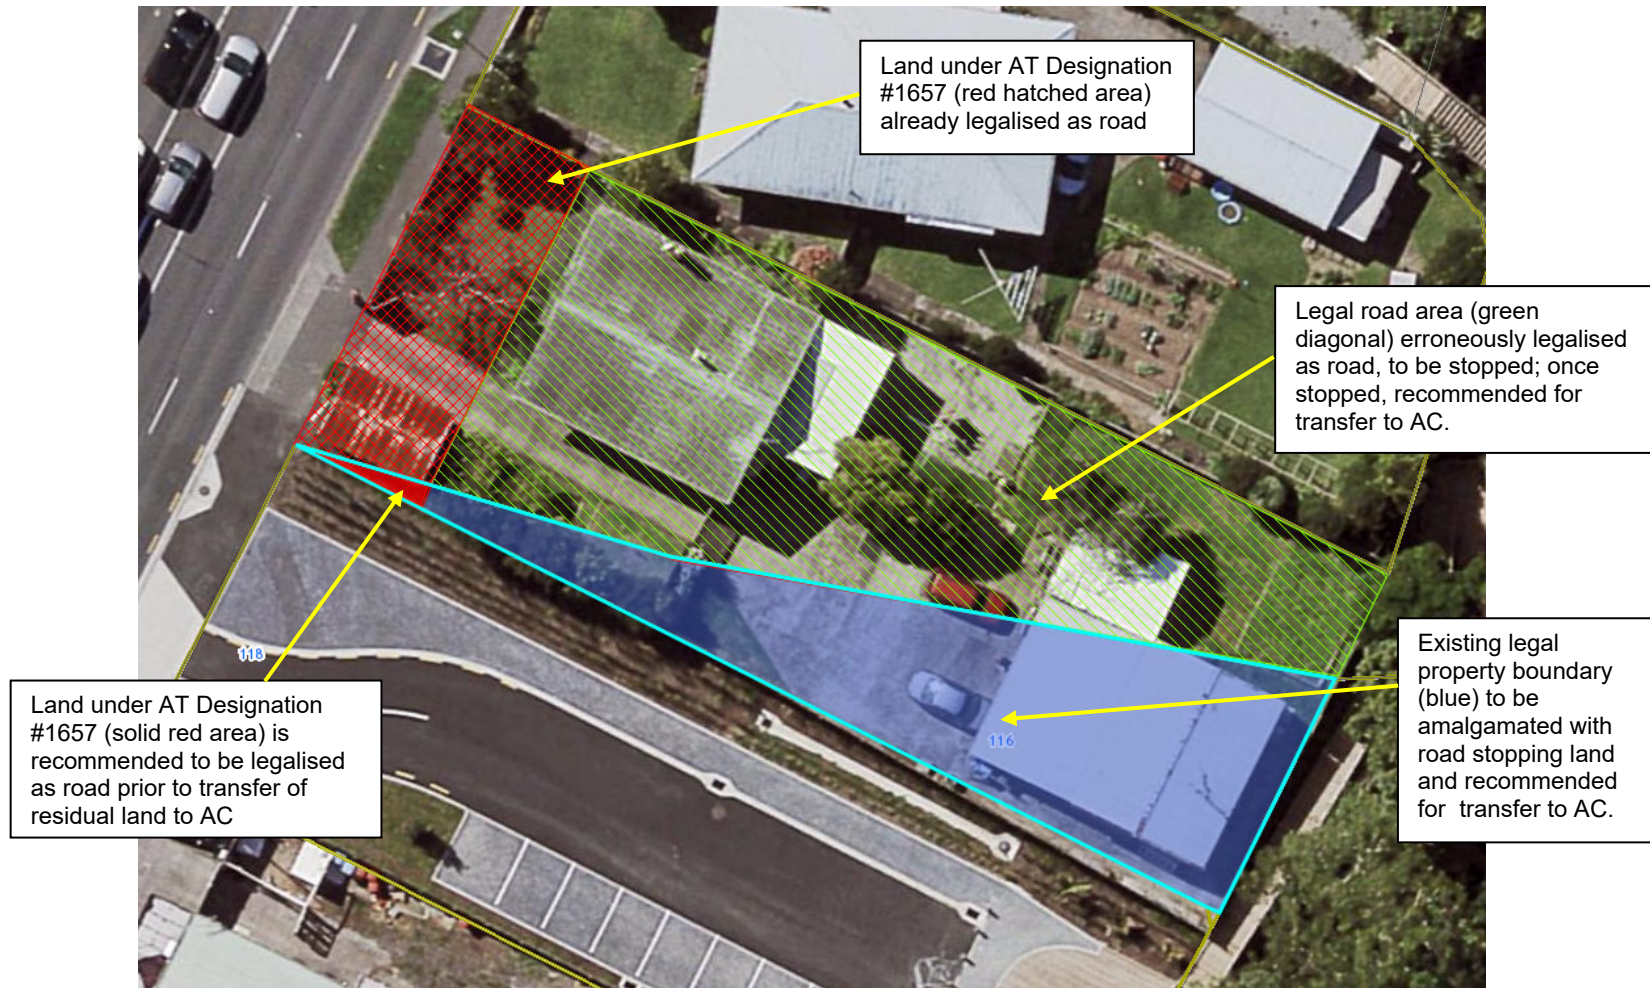 Land under AT Designation
#1657 (red hatched area)
already legalised as road
Legal road area (green
diagonal) erroneously legalised
as road, to be stopped; once
stopped, recommended for
transfer to AC.
Existing legal
property boundary
(blue) to be
amalgamated with
road stopping land
and recommended
for  transfer to AC.
116
118
Land under AT Designation
#1657 (solid red area) is
recommended to be legalised
as road prior to transfer of
residual land to AC